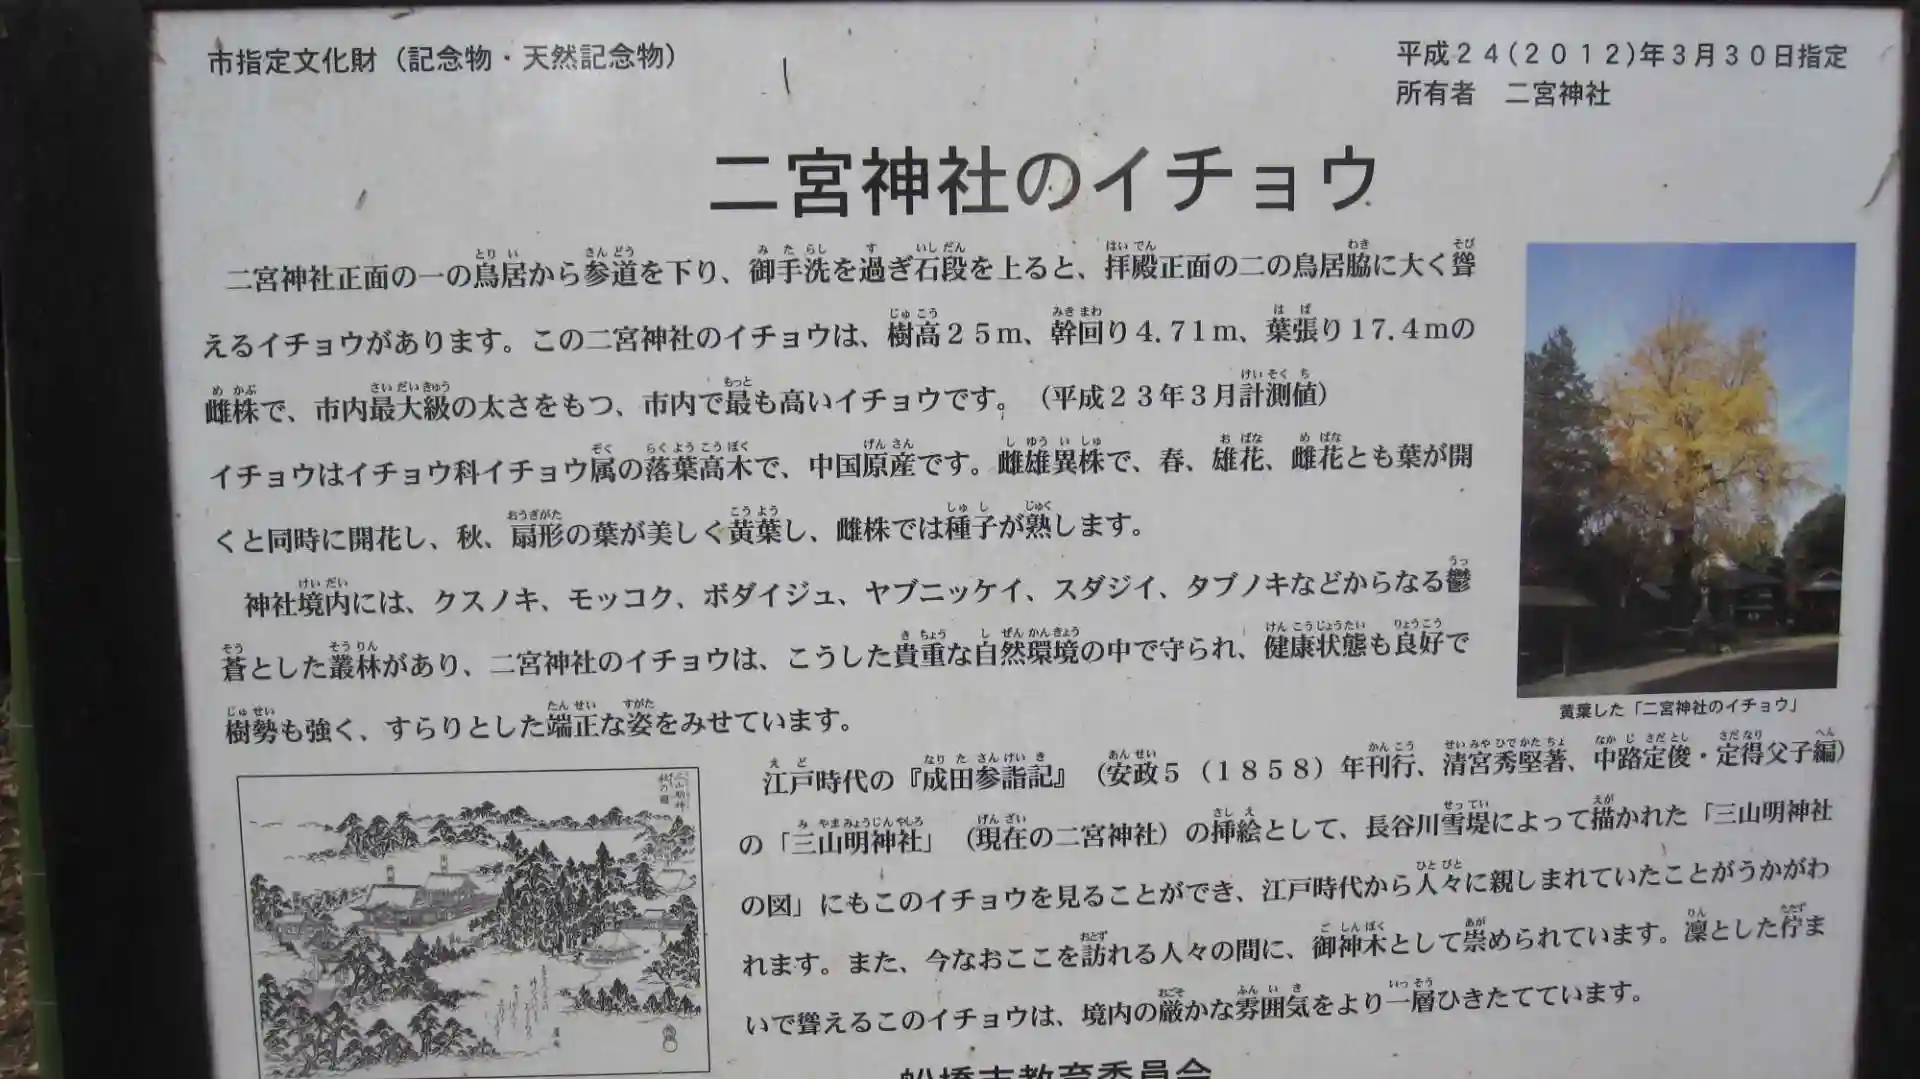 市指定文化財（記念物・天然記念物）
平成２４(２０１２)年３月３０日指定
所有者　二宮神社
二宮神社のイチョウ
二宮神社正面の一の鳥居から参道を下り、御手洗を過ぎ石段を上ると、拝殿正面の二の鳥居脇に大く聳
えるイチョウがあります。この二宮神社のイチョウは、樹高２５ｍ、幹回り４.７１ｍ、葉張り１７.４ｍの
雌株で、市内最大級の太さをもつ、市内で最も高いイチョウです。（平成２３年３月計測値）
イチョウはイチョウ科イチョウ属の落葉高木で、中国原産です。雌雄異株で、春、雄花、雌花とも葉が開
くと同時に開花し、秋、扇形の葉が美しく黄葉し、雌株では種子が熟します。
神社境内には、クスノキ、モッコク、ボダイジュ、ヤブニッケイ、スダジイ、タブノキなどからなる鬱
蒼とした叢林があり、二宮神社のイチョウは、こうした貴重な自然環境の中で守られ、健康状態も良好で
樹勢も強く、すらりとした端正な姿をみせています。
黄葉した「二宮神社のイチョウ」
江戸時代の『成田参詣記』（安政５（１８５８）年刊行、清宮秀堅著、中路定俊・定得父子編）
の「三山明神社」（現在の二宮神社）の挿絵として、長谷川雪堤によって描かれた「三山明神社
の図」にもこのイチョウを見ることができ、江戸時代から人々に親しまれていたことがうかがわ
れます。また、今なおここを訪れる人々の間に、御神木として崇められています。凛とした佇ま
いで聳えるこのイチョウは、境内の厳かな雰囲気をより一層ひきたてています。
船橋市教育委員会